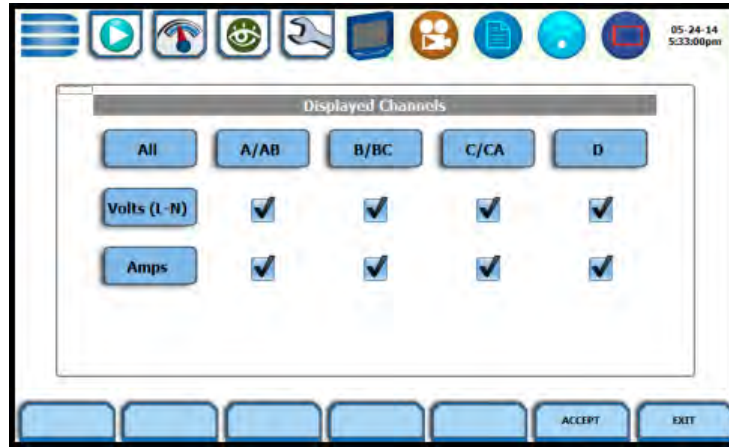 05-24-14
5:33:00pm
Displayed Channels
All A/AB B/BC C/CA D
Volts (L-N)
Amps
ACCEPT EXIT